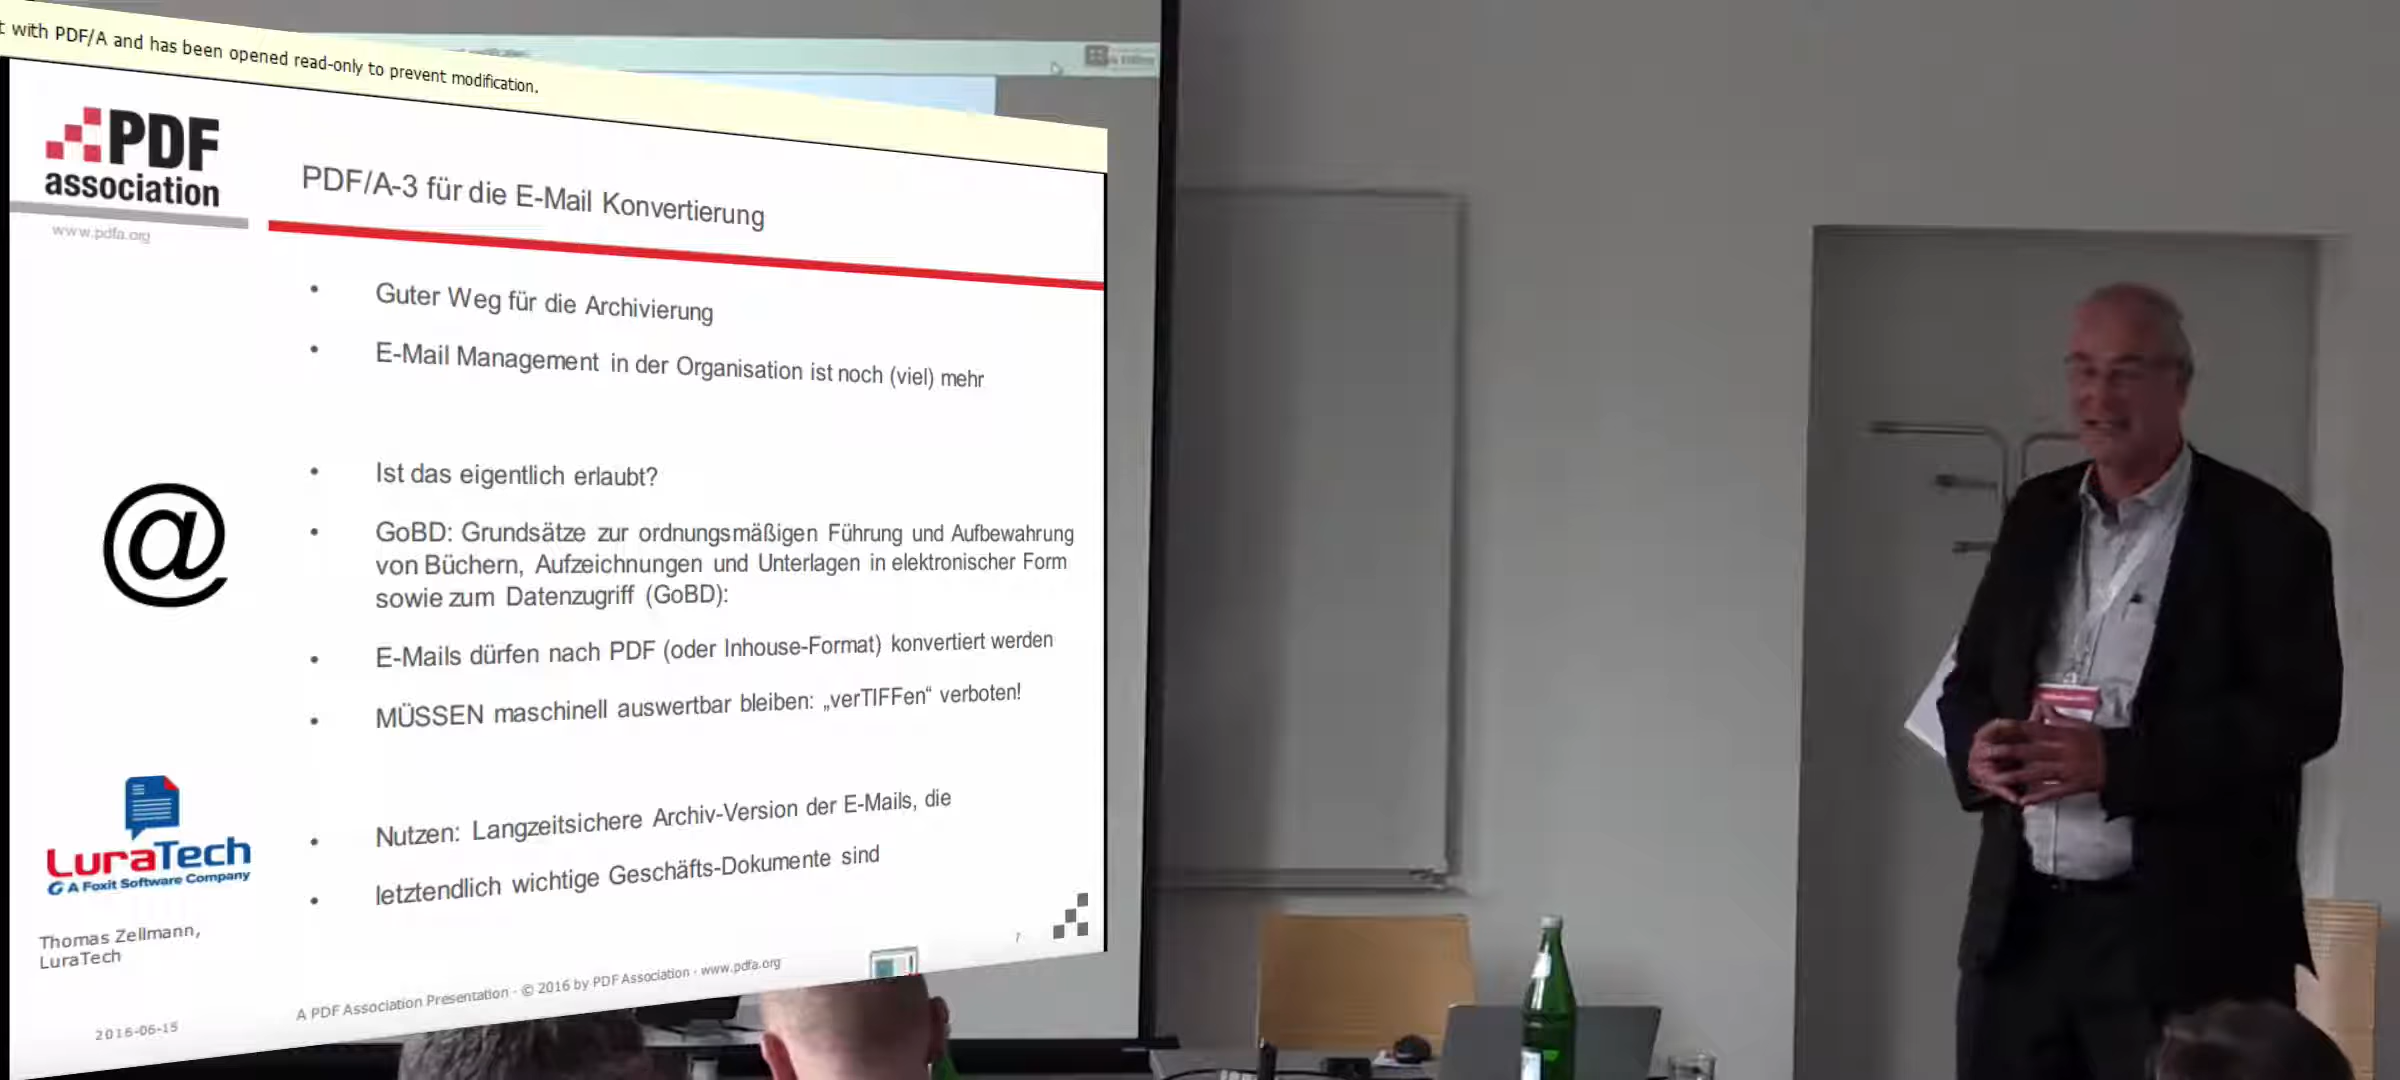 with PDF/A and has been opened read-only to prevent modification.
PDF
association
www.pdfa.org
PDF/A-3 für die E-Mail Konvertierung
• Guter Weg für die Archivierung
• E-Mail Management in der Organisation ist noch (viel) mehr
@
• Ist das eigentlich erlaubt?
• GoBD: Grundsätze zur ordnungsmäßigen Führung und Aufbewahrung
von Büchern, Aufzeichnungen und Unterlagen in elektronischer Form
sowie zum Datenzugriff (GoBD):
• E-Mails dürfen nach PDF (oder Inhouse-Format) konvertiert werden
• MÜSSEN maschinell auswertbar bleiben: „verTIFFen“ verboten!
• Nutzen: Langzeitsichere Archiv-Version der E-Mails, die
• letztendlich wichtige Geschäfts-Dokumente sind
LuraTech
A Foxit Software Company
Thomas Zellmann,
LuraTech
2016-06-15
A PDF Association Presentation · © 2016 by PDF Association · www.pdfa.org
7